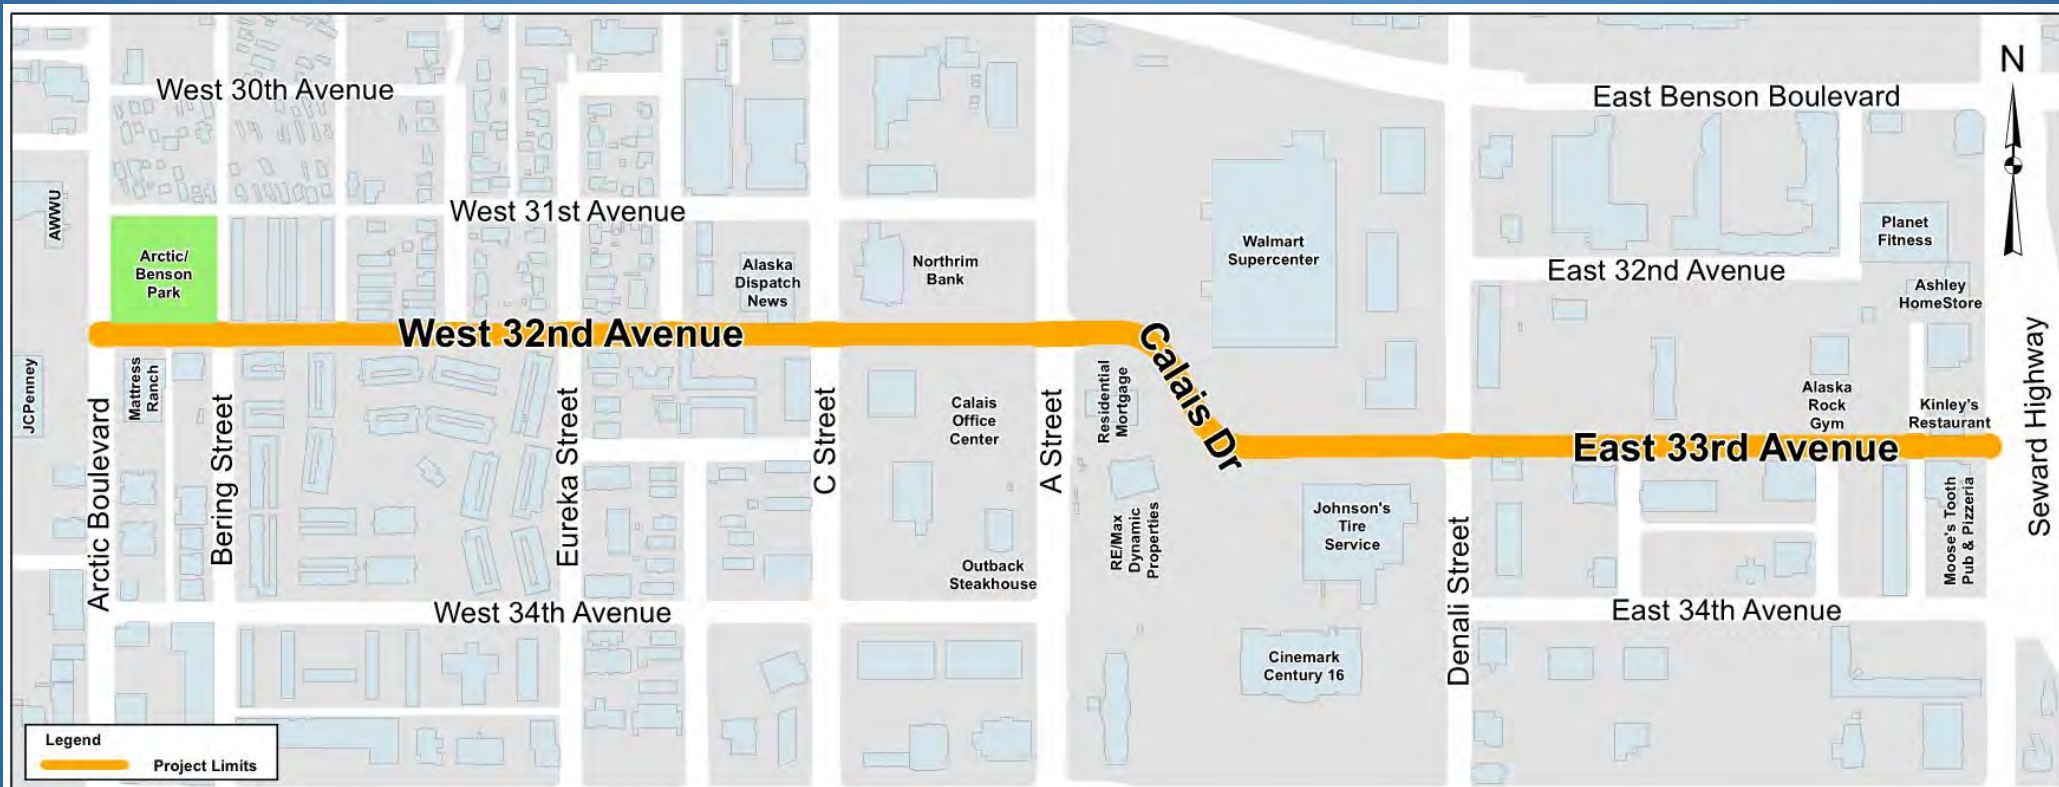 N
West 30th Avenue
East Benson Boulevard
AWWU
West 31st Avenue
Planet
Fitness
Arctic/
Benson
Park
Alaska
Dispatch
News
Northrim
Bank
Walmart
Supercenter
East 32nd Avenue
Ashley
HomeStore
West 32nd Avenue
Calais Dr
JCPenney
Mattress
Ranch
Residential
Mortgage
Calais
Office
Center
Alaska
Rock
Gym
Kinley's
Restaurant
Seward Highway
East 33rd Avenue
Arctic Boulevard
Bering Street
Eureka Street
C Street
A Street
RE/Max
Dynamic
Properties
Johnson's
Tire
Service
Denali Street
Moose's Tooth
Pub & Pizzeria
Outback
Steakhouse
West 34th Avenue
East 34th Avenue
Cinemark
Century 16
Legend
Project Limits